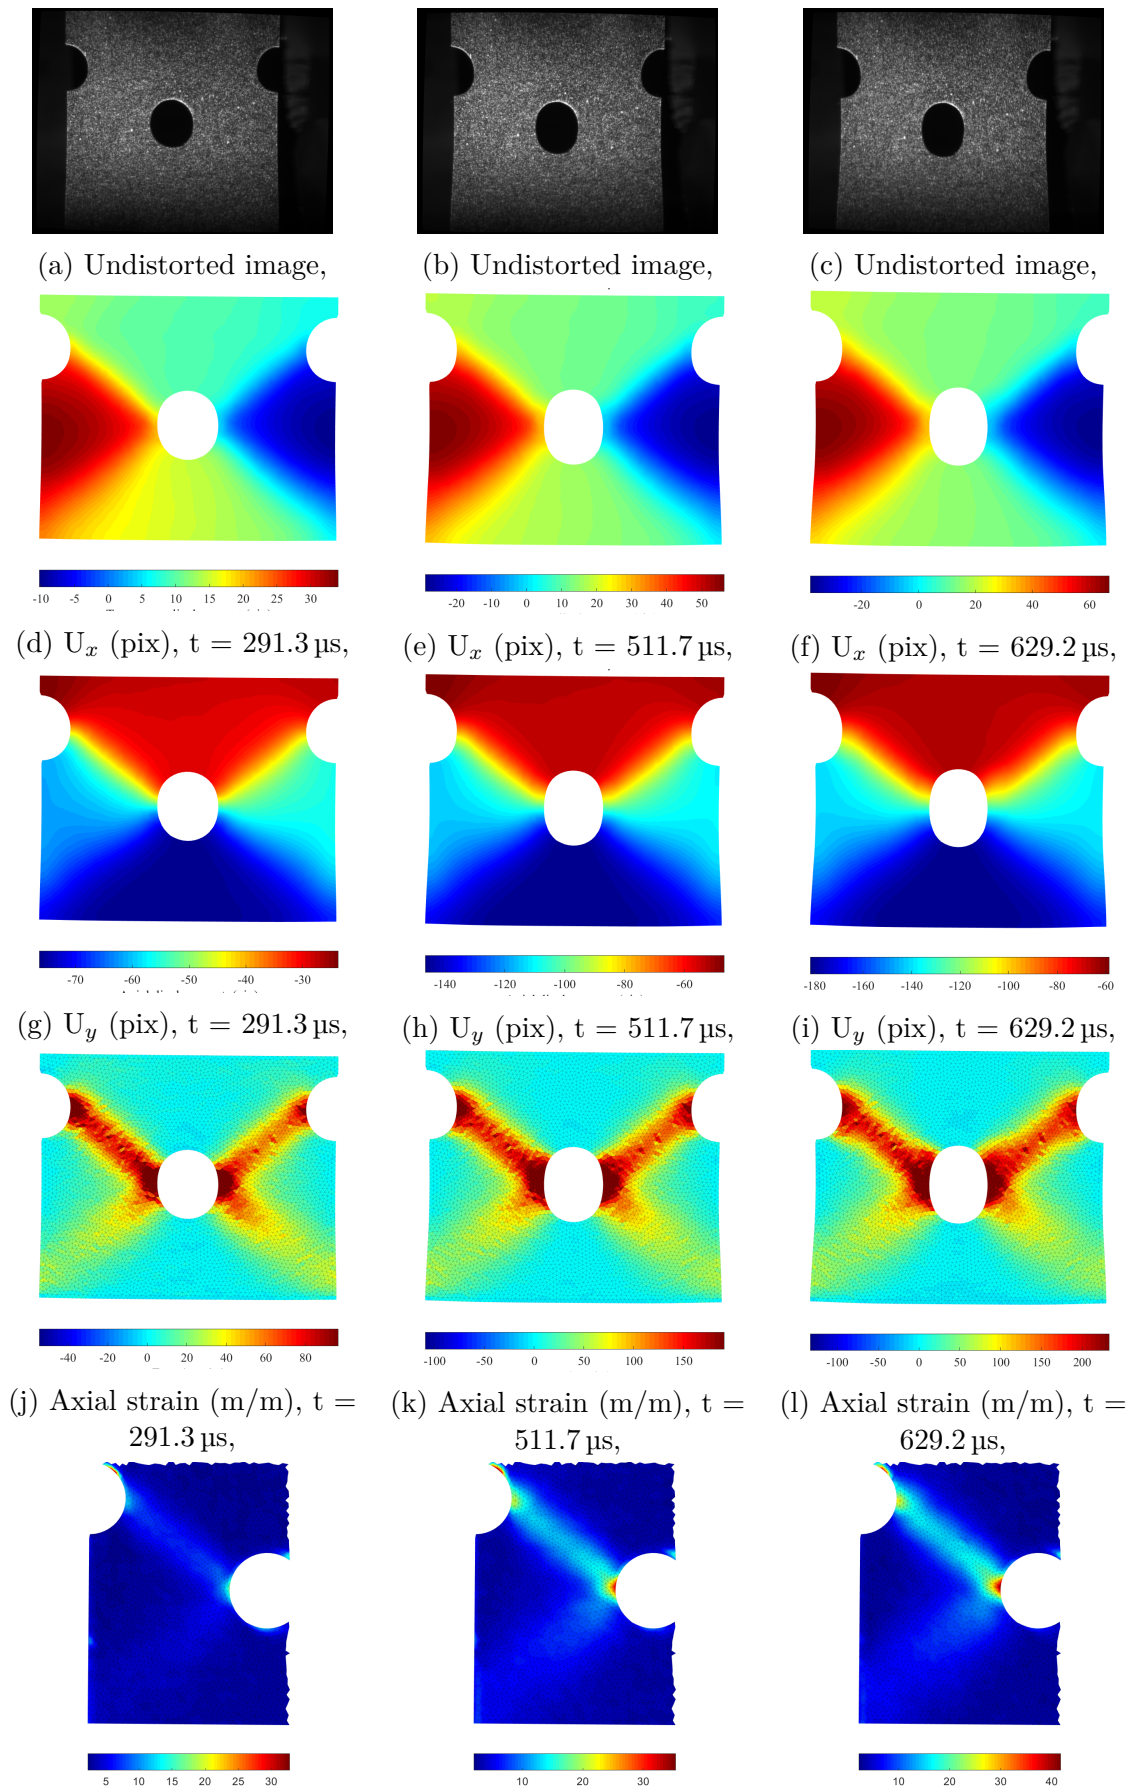 (a) Undistorted image,
(b) Undistorted image,
(c) Undistorted image,
-10 -5 0 5 10 15 20 25 30
-20 -10 0 10 20 30 40 50
-20 0 20 40 60
(d) Uₓ (pix), t = 291.3 µs,
(e) Uₓ (pix), t = 511.7 µs,
(f) Uₓ (pix), t = 629.2 µs,
-70 -60 -50 -40 -30
-140 -120 -100 -80 -60
-180 -160 -140 -120 -100 -80 -60
(g) U_y (pix), t = 291.3 µs,
(h) U_y (pix), t = 511.7 µs,
(i) U_y (pix), t = 629.2 µs,
-40 -20 0 20 40 60 80
-100 -50 0 50 100 150
-100 -50 0 50 100 150 200
(j) Axial strain (m/m), t =
291.3 µs,
(k) Axial strain (m/m), t =
511.7 µs,
(l) Axial strain (m/m), t =
629.2 µs,
5 10 15 20 25 30
10 20 30
10 20 30 40